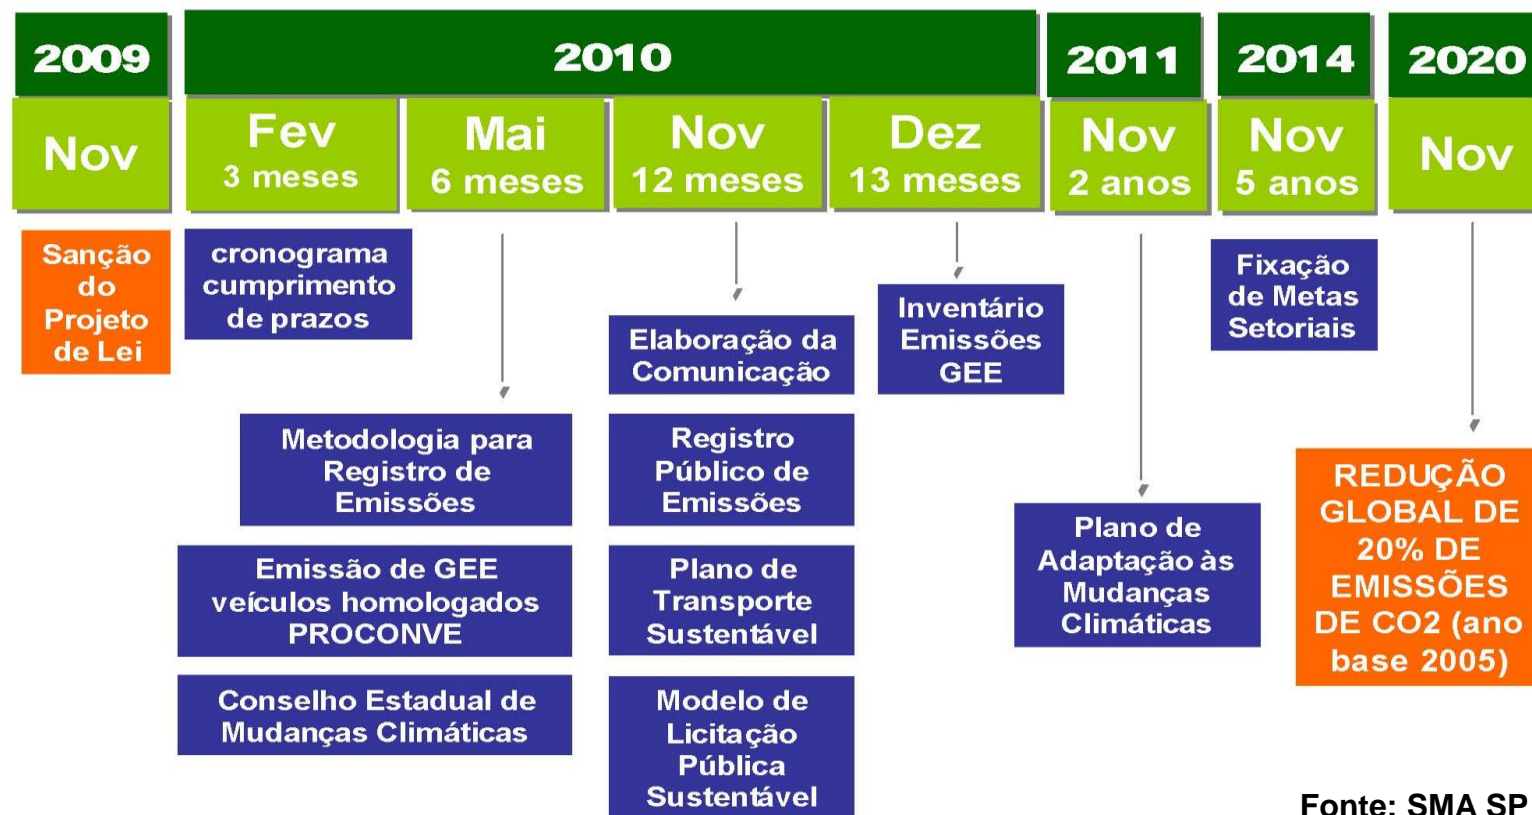 2009
2010
2011
2014
2020
Nov
Fev
3 meses
Mai
6 meses
Nov
12 meses
Dez
13 meses
Nov
2 anos
Nov
5 anos
Nov
Sanção
do
Projeto
de Lei
cronograma
cumprimento
de prazos
Metodologia para
Registro de
Emissões
Emissão de GEE
veículos homologados
PROCONVE
Conselho Estadual de
Mudanças Climáticas
Elaboração da
Comunicação
Registro
Público de
Emissões
Plano de
Transporte
Sustentável
Modelo de
Licitação
Pública
Sustentável
Inventário
Emissões
GEE
Plano de
Adaptação às
Mudanças
Climáticas
Fixação
de Metas
Setoriais
REDUÇÃO
GLOBAL DE
20% DE
EMISSÕES
DE CO2 (ano
base 2005)
Fonte: SMA SP